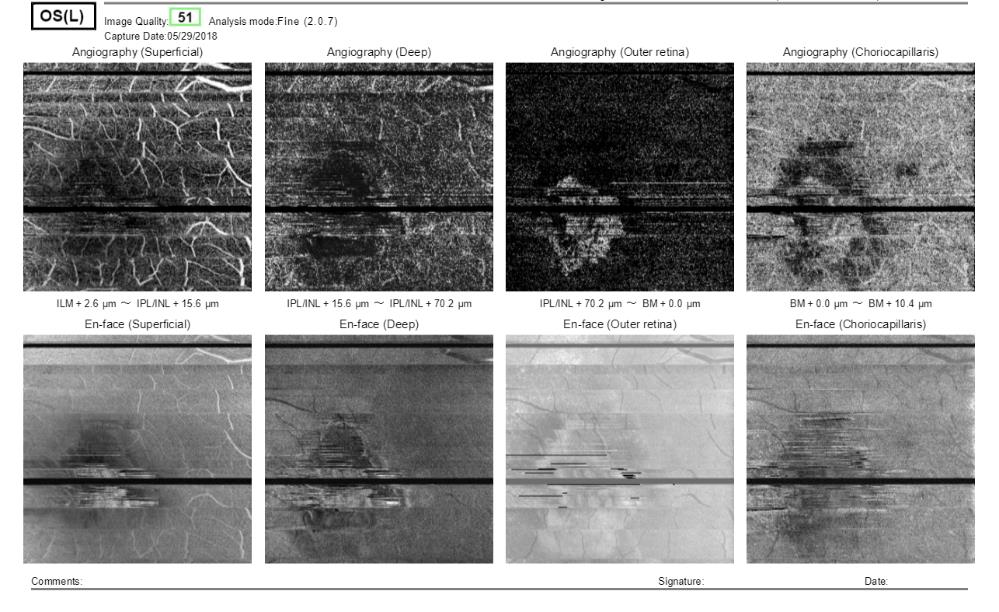 OS(L)
Image Quality: 51 Analysis mode:Fine (2.0.7)
Capture Date:05/29/2018
Angiography (Superficial) Angiography (Deep) Angiography (Outer retina) Angiography (Choriocapillaris)
ILM + 2.6 µm ～ IPL/INL + 15.6 µm IPL/INL + 15.6 µm ～ IPL/INL + 70.2 µm IPL/INL + 70.2 µm ～ BM + 0.0 µm BM + 0.0 µm ～ BM + 10.4 µm
En-face (Superficial) En-face (Deep) En-face (Outer retina) En-face (Choriocapillaris)
Comments: Signature: Date: